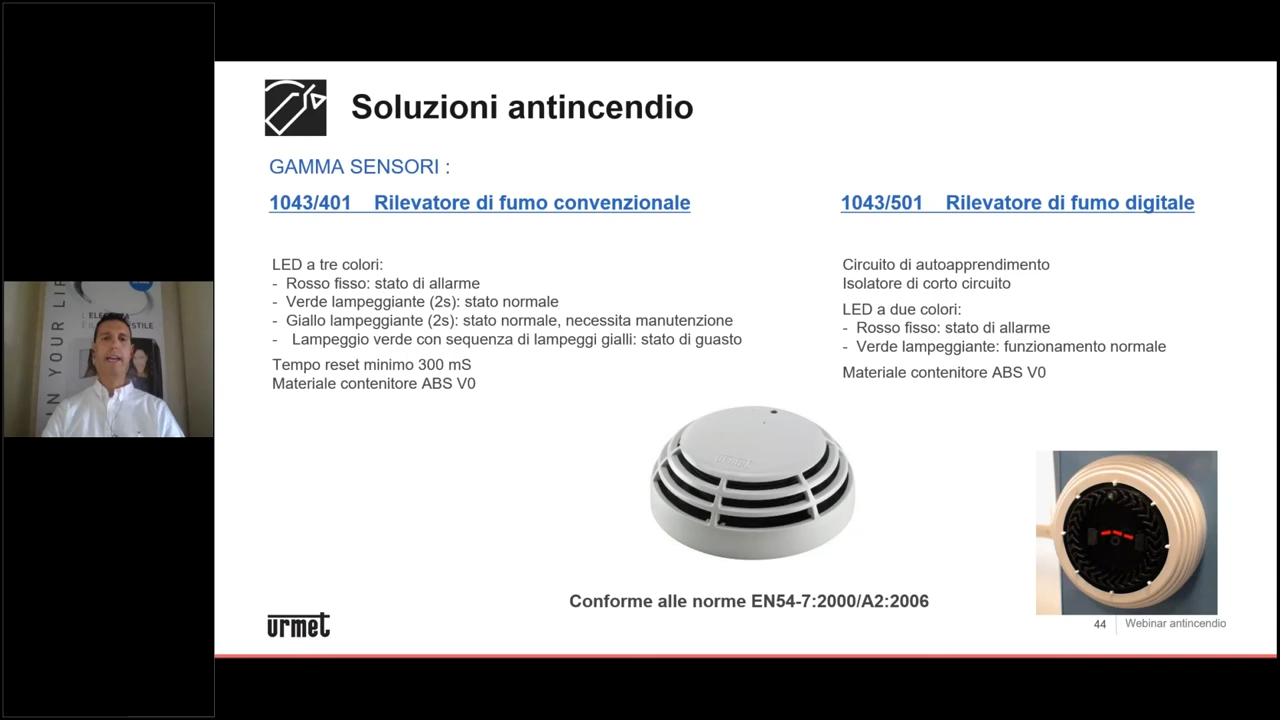 Soluzioni antincendio
GAMMA SENSORI :
1043/401 Rilevatore di fumo convenzionale
1043/501 Rilevatore di fumo digitale
LED a tre colori:
- Rosso fisso: stato di allarme
- Verde lampeggiante (2s): stato normale
- Giallo lampeggiante (2s): stato normale, necessita manutenzione
- Lampeggio verde con sequenza di lampeggi gialli: stato di guasto
Tempo reset minimo 300 mS
Materiale contenitore ABS V0
Circuito di autoapprendimento
Isolatore di corto circuito
LED a due colori:
- Rosso fisso: stato di allarme
- Verde lampeggiante: funzionamento normale
Materiale contenitore ABS V0
urmet
Conforme alle norme EN54-7:2000/A2:2006
urmet
44
Webinar antincendio
IN YOUR LIF